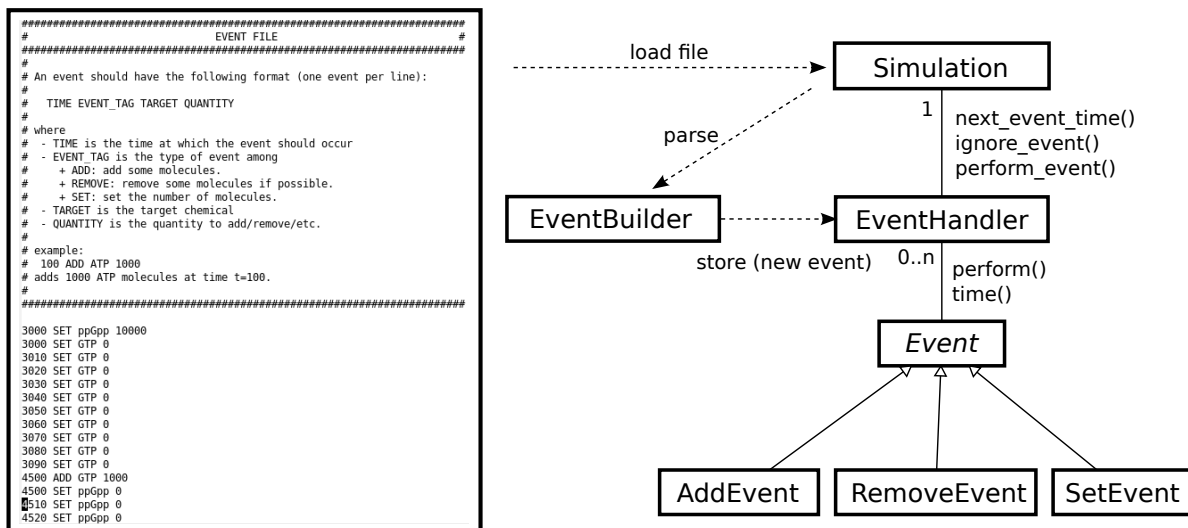 ###########################################################################
#                              EVENT FILE                                 #
###########################################################################
#
# An event should have the following format (one event per line):
#
#   TIME EVENT_TAG TARGET QUANTITY
#
# where
#  - TIME is the time at which the event should occur
#  - EVENT_TAG is the type of event among
#     + ADD: add some molecules.
#     + REMOVE: remove some molecules if possible.
#     + SET: set the number of molecules.
#  - TARGET is the target chemical
#  - QUANTITY is the quantity to add/remove/etc.
#
# example:
#  100 ADD ATP 1000
# adds 1000 ATP molecules at time t=100.
#
###########################################################################
3000 SET ppGpp 10000
3000 SET GTP 0
3010 SET GTP 0
3020 SET GTP 0
3030 SET GTP 0
3040 SET GTP 0
3050 SET GTP 0
3060 SET GTP 0
3070 SET GTP 0
3080 SET GTP 0
3090 SET GTP 0
4500 ADD GTP 1000
4500 SET ppGpp 0
4510 SET ppGpp 0
4520 SET ppGpp 0
load file
Simulation
1
next_event_time()
ignore_event()
perform_event()
parse
EventBuilder
EventHandler
store (new event)
0..n
perform()
time()
Event
AddEvent
RemoveEvent
SetEvent